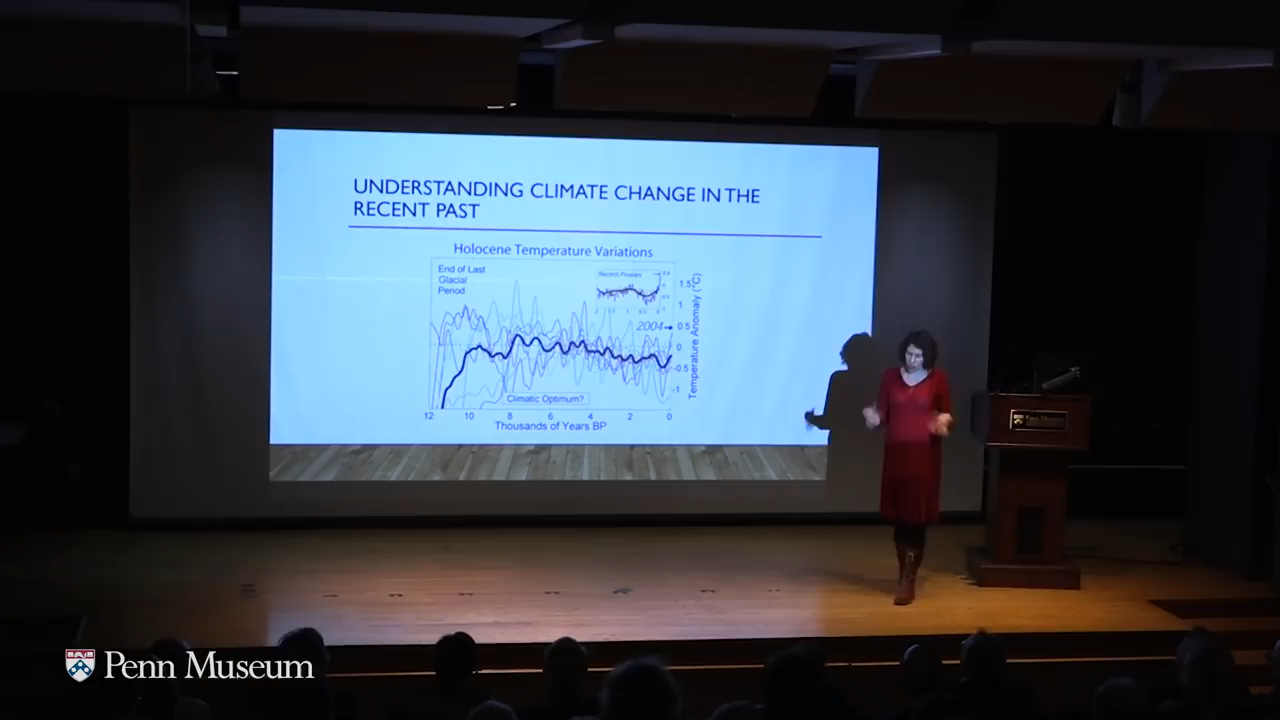 UNDERSTANDING CLIMATE CHANGE IN THE
RECENT PAST
Holocene Temperature Variations
End of Last
Glacial
Period
Recent Proxies
2004
1.5
1
0.5
0
-0.5
-1
Temperature Anomaly (°C)
Climatic Optimum?
12 10 8 6 4 2 0
Thousands of Years BP
Penn Museum
Penn Museum